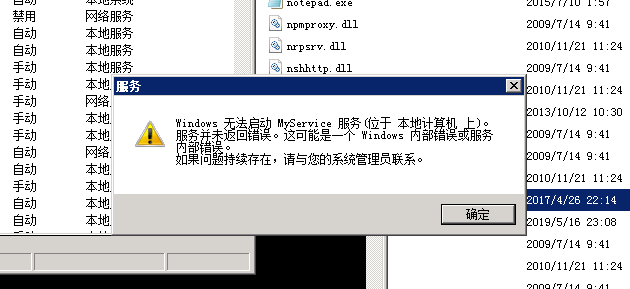 自动 本地系统
禁用 网络服务
自动 本地服务
自动 本地服务
手动 本地服务
手动 网络
自动 本地
手动 本地
自动 网络
自动 本地
手动 本地
自动 本地
自动 本地
notepad.exe 2015/7/10 1:57
npmproxy.dll 2009/7/14 9:41
nrpsrv.dll 2010/11/21 11:24
nshhttp.dll 2009/7/14 9:41
2010/11/21 11:24
2013/10/12 10:30
2009/7/14 9:41
2009/7/14 9:41
2010/11/21 11:24
2017/4/26 22:14
2019/5/16 23:08
2009/7/14 9:41
2010/11/21 11:24
2009/7/14 9:41
服务
Windows 无法启动 MyService 服务(位于 本地计算机 上)。
服务并未返回错误。这可能是一个 Windows 内部错误或服务
内部错误。
如果问题持续存在，请与您的系统管理员联系。
确定